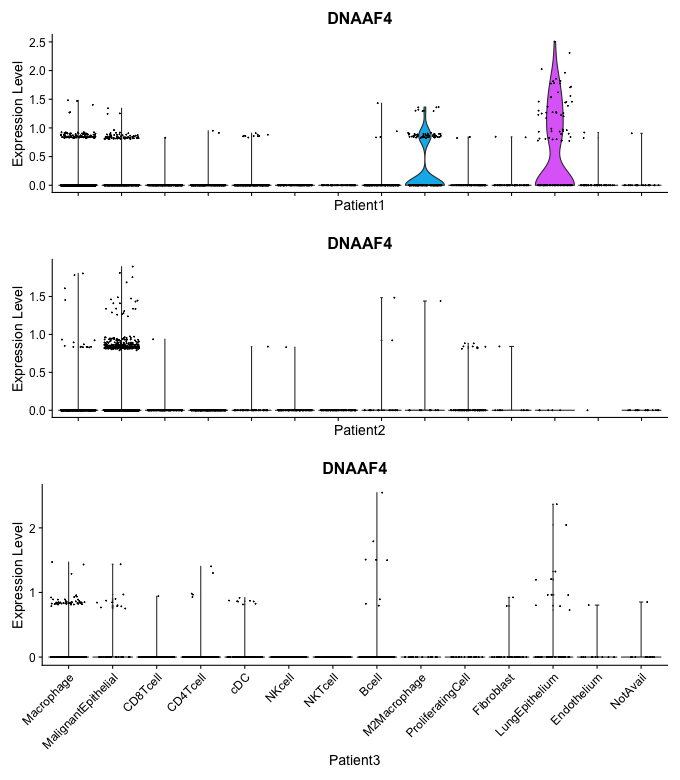 DNAAF4
Expression Level
2.5
2.0
1.5
1.0
0.5
0.0
Patient1
DNAAF4
Expression Level
1.5
1.0
0.5
0.0
Patient2
DNAAF4
Expression Level
2
1
0
Macrophage
MalignantEpithelial
CD8Tcell
CD4Tcell
cDC
NKcell
NKTcell
Bcell
M2Macrophage
ProliferatingCell
Fibroblast
LungEpithelium
Endothelium
NotAvail
Patient3